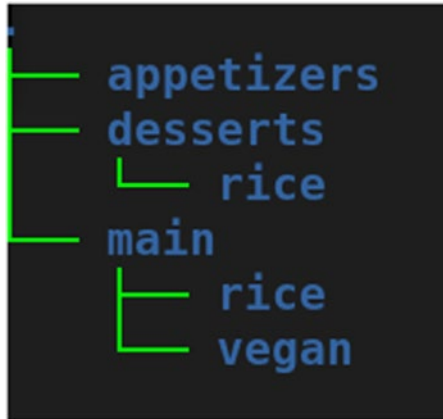 .
appetizers
desserts
rice
main
rice
vegan